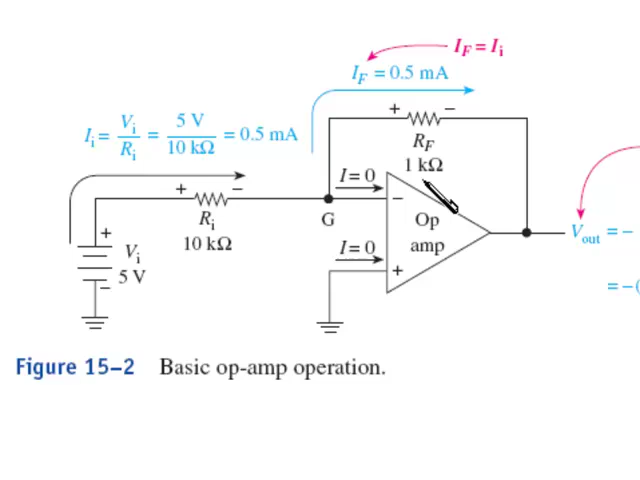 I_F = I_i
I_F = 0.5 mA
I_i = V_i / R_i = 5 V / 10 kΩ = 0.5 mA
+ −
R_F
1 kΩ
I = 0
+ −
−
R_i
10 kΩ
G
Op
amp
I = 0
+
+
V_i
5 V
−
V_out = −
= −(
Figure 15–2 Basic op-amp operation.